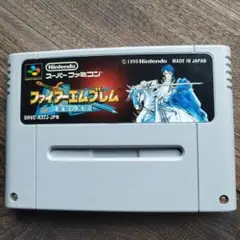 Nintendo
スーパーファミコン
© 1996 Nintendo
MADE IN JAPAN
ファイアーエムブレム
SHVC-A32J-JPN